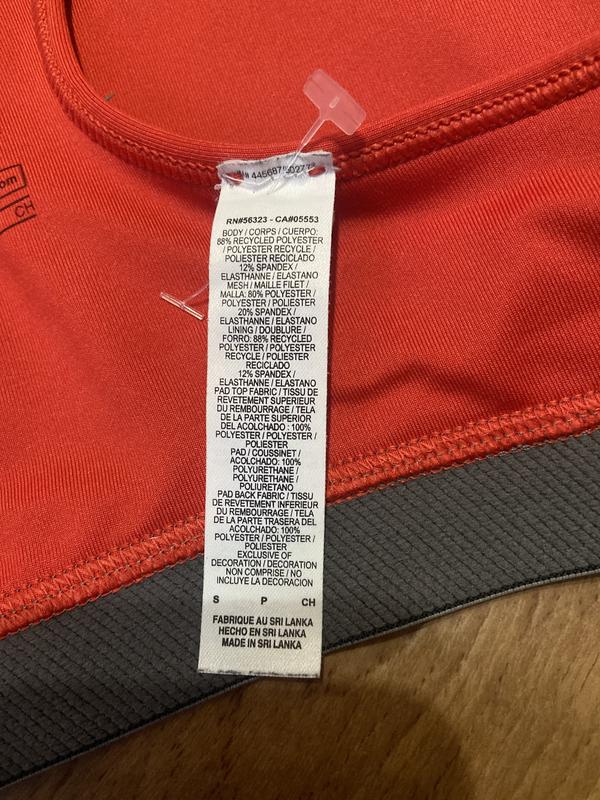 RN#56323 - CA#05553
BODY / CORPS / CUERPO:
88% RECYCLED POLYESTER
/ POLYESTER RECYCLE /
POLIESTER RECICLADO
12% SPANDEX /
ELASTHANNE / ELASTANO
MESH / MAILLE FILET /
MALLA: 80% POLYESTER /
POLYESTER / POLIESTER
20% SPANDEX /
ELASTHANNE / ELASTANO
LINING / DOUBLURE /
FORRO: 88% RECYCLED
POLYESTER / POLYESTER
RECYCLE / POLIESTER
RECICLADO
12% SPANDEX /
ELASTHANNE / ELASTANO
PAD TOP FABRIC / TISSU DE
REVETEMENT SUPERIEUR
DU REMBOURRAGE / TELA
DE LA PARTE SUPERIOR
DEL ACOLCHADO: 100%
POLYESTER / POLYESTER /
POLIESTER
PAD / COUSSINET /
ACOLCHADO: 100%
POLYURETHANE /
POLYURETHANE /
POLIURETANO
PAD BACK FABRIC / TISSU
DE REVETEMENT INFERIEUR
DU REMBOURRAGE / TELA
DE LA PARTE TRASERA DEL
ACOLCHADO: 100%
POLYESTER / POLYESTER /
POLIESTER
EXCLUSIVE OF
DECORATION / DECORATION
NON COMPRISE / NO
INCLUYE LA DECORACION
S P CH
FABRIQUE AU SRI LANKA
HECHO EN SRI LANKA
MADE IN SRI LANKA
om
CH